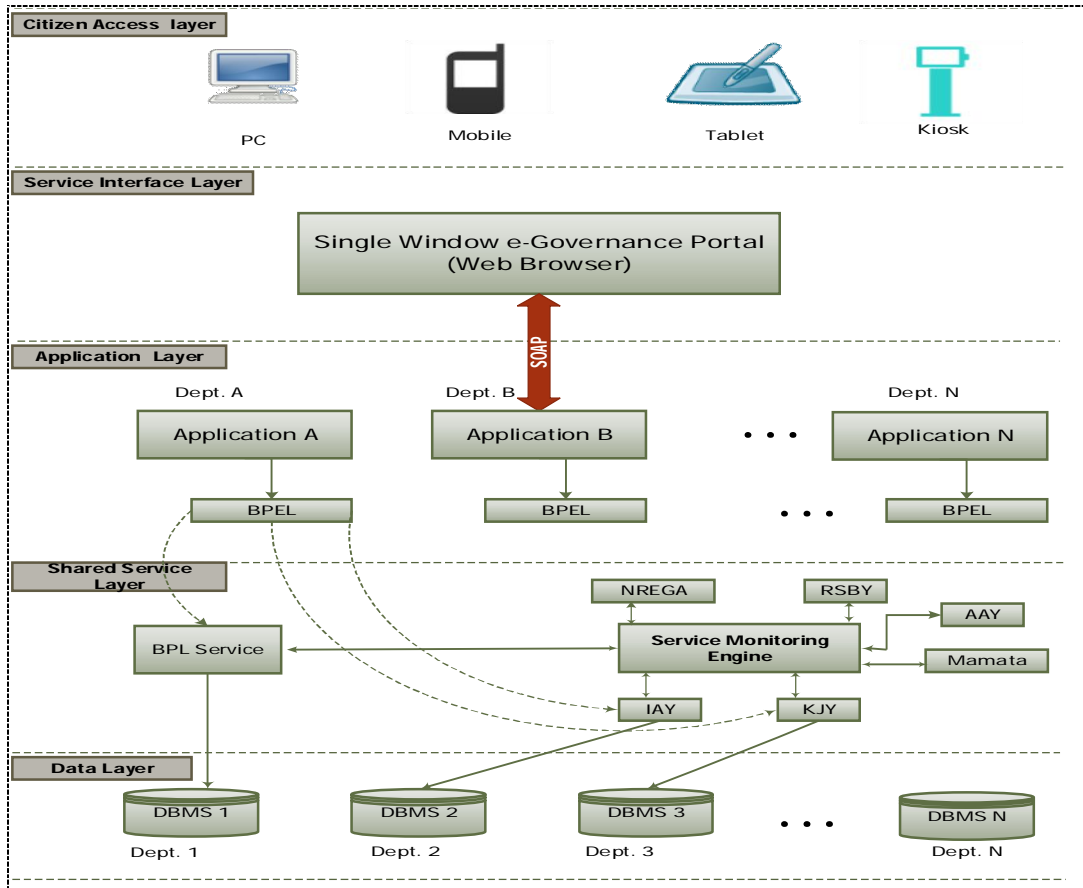 Citizen Access layer
PC
Mobile
Tablet
Kiosk
Service Interface Layer
Single Window e-Governance Portal
(Web Browser)
SOAP
Application Layer
Dept. A
Dept. B
Dept. N
Application A
Application B
. . .
Application N
BPEL
BPEL
. . .
BPEL
Shared Service
Layer
NREGA
RSBY
AAY
BPL Service
Service Monitoring
Engine
Mamata
IAY
KJY
Data Layer
DBMS 1
DBMS 2
DBMS 3
. . .
DBMS N
Dept. 1
Dept. 2
Dept. 3
Dept. N